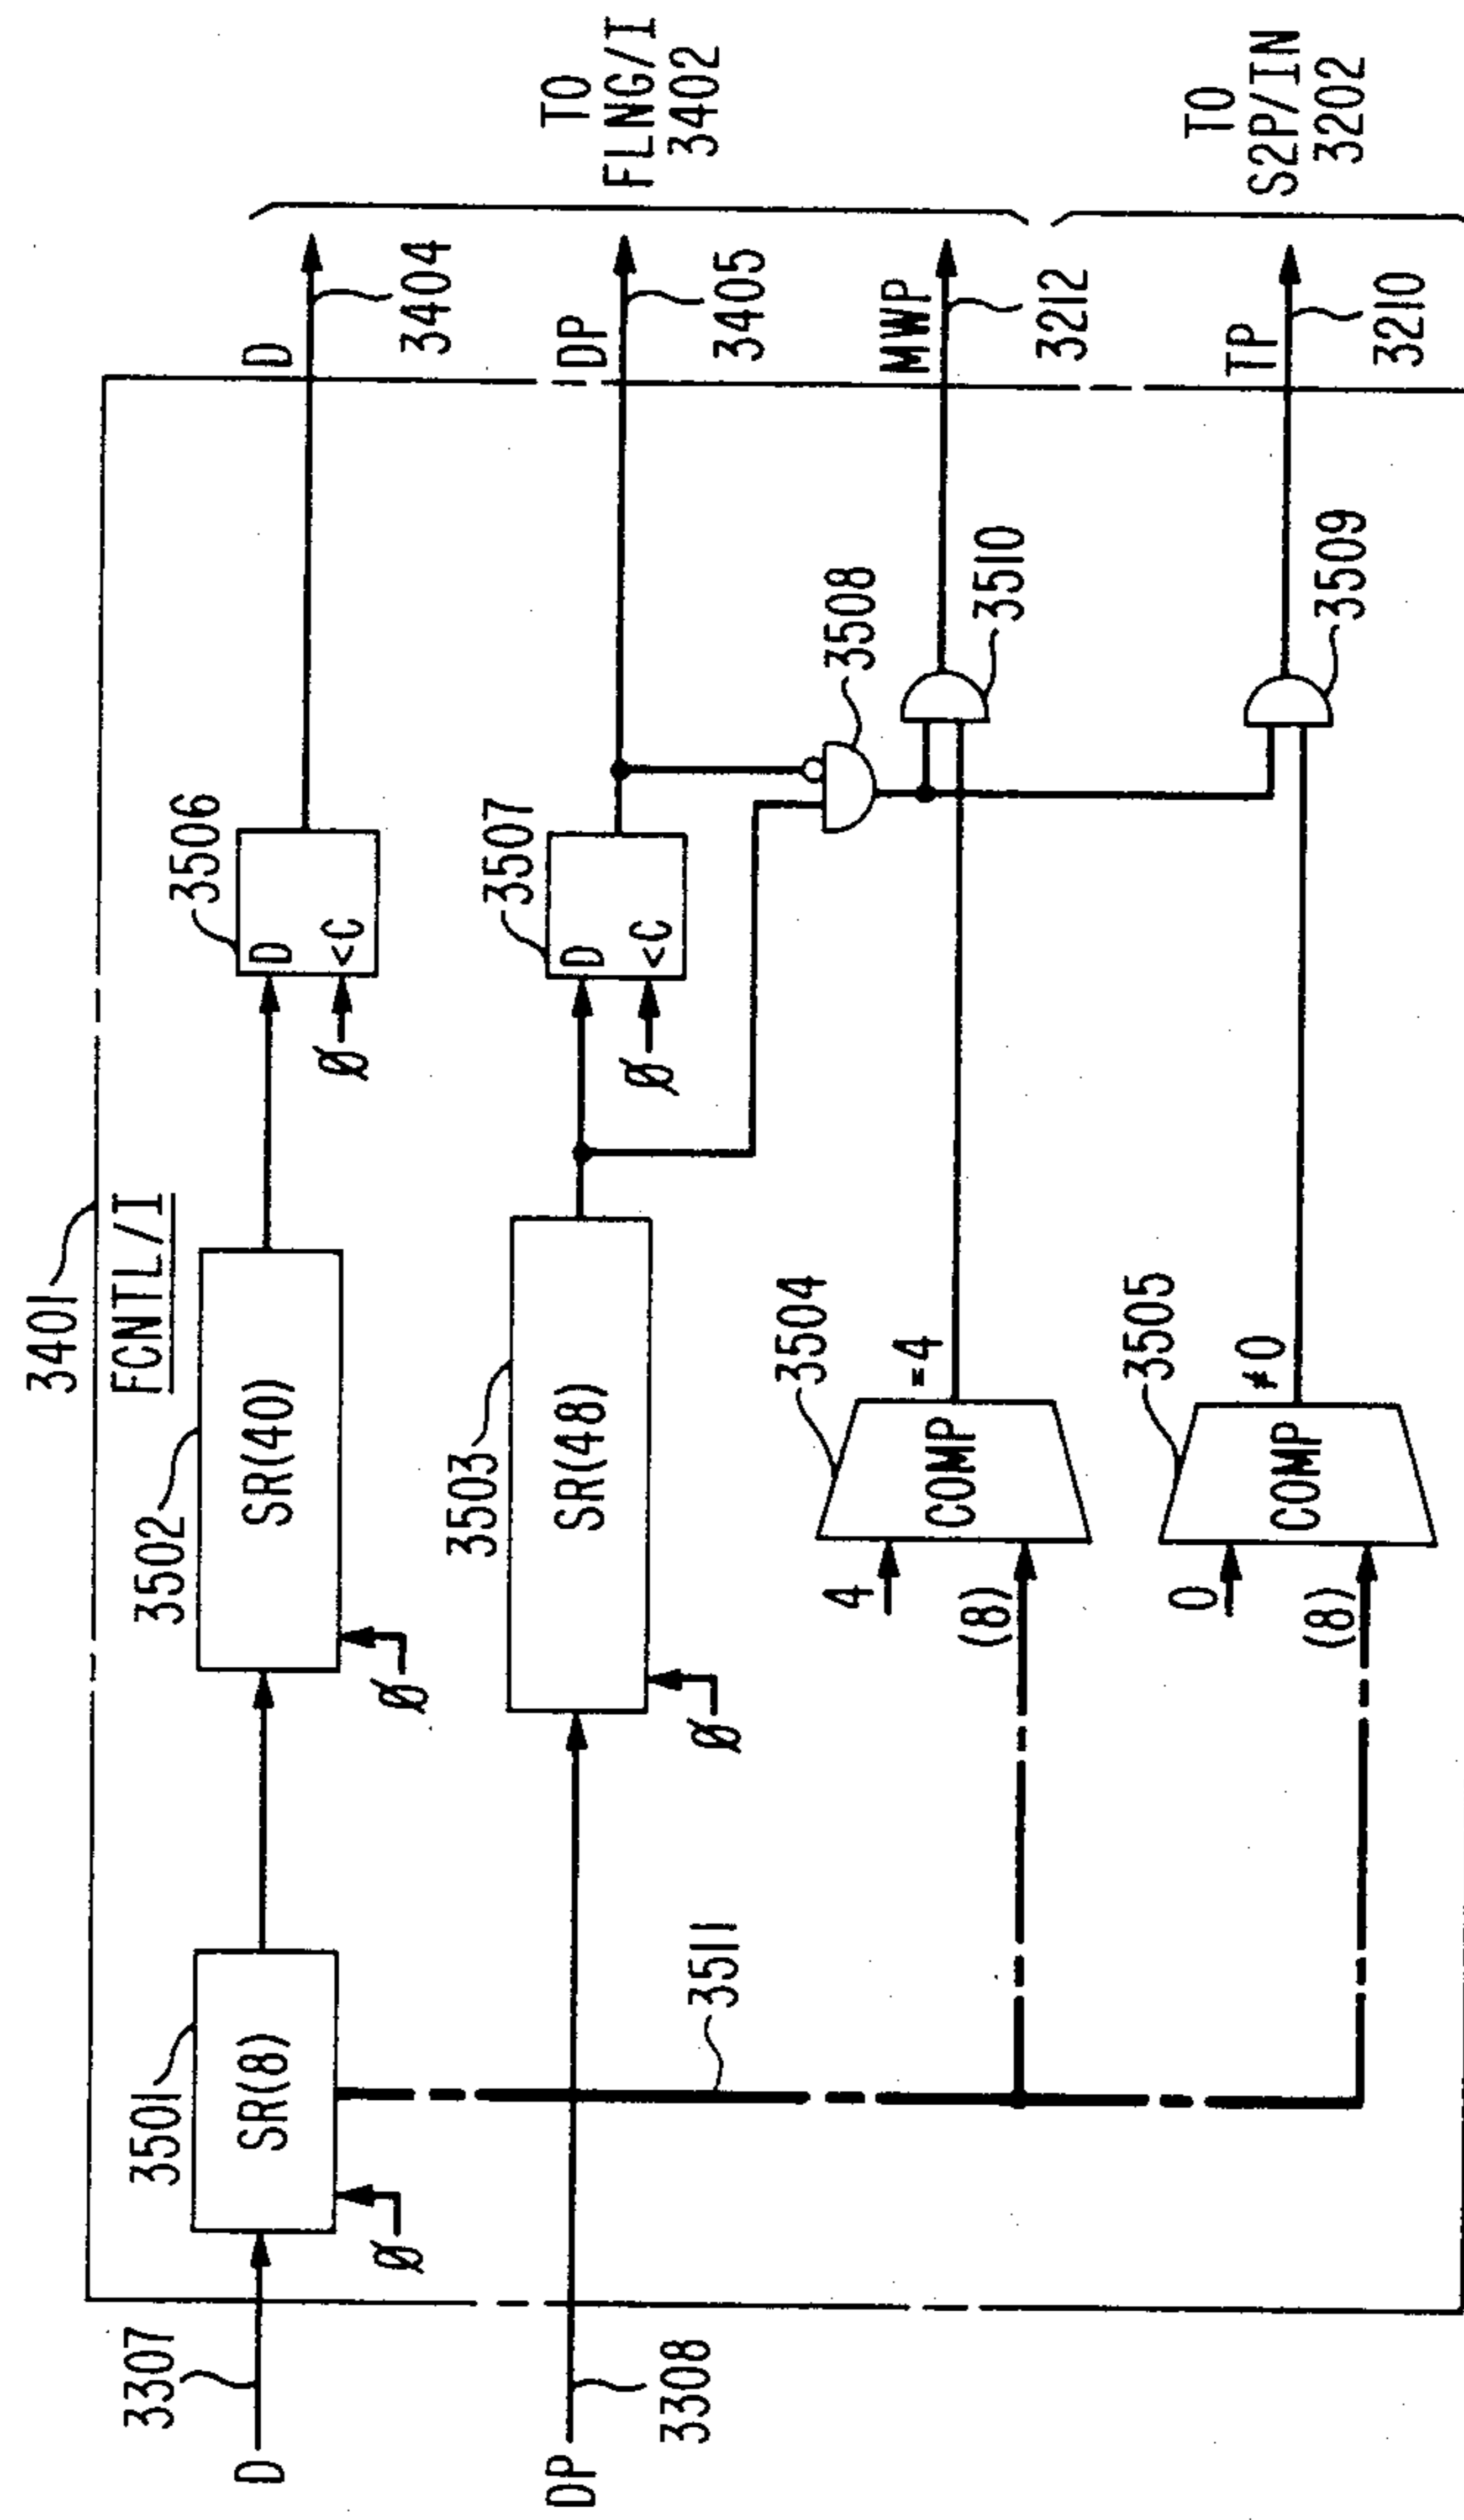 3401
FCNTL/I
3307
D
3501
SR(8)
Ø
3502
SR(40)
Ø
3506
D
<C
Ø
D
3404
DP
3308
3503
SR(48)
Ø
3507
D
<C
Ø
DP
3405
TO
FLNG/I
3402
3511
3508
4
(8)
COMP
=4
3504
3510
MWP
3212
0
(8)
COMP
≠0
3505
3509
TP
3210
TO
S2P/IN
3202